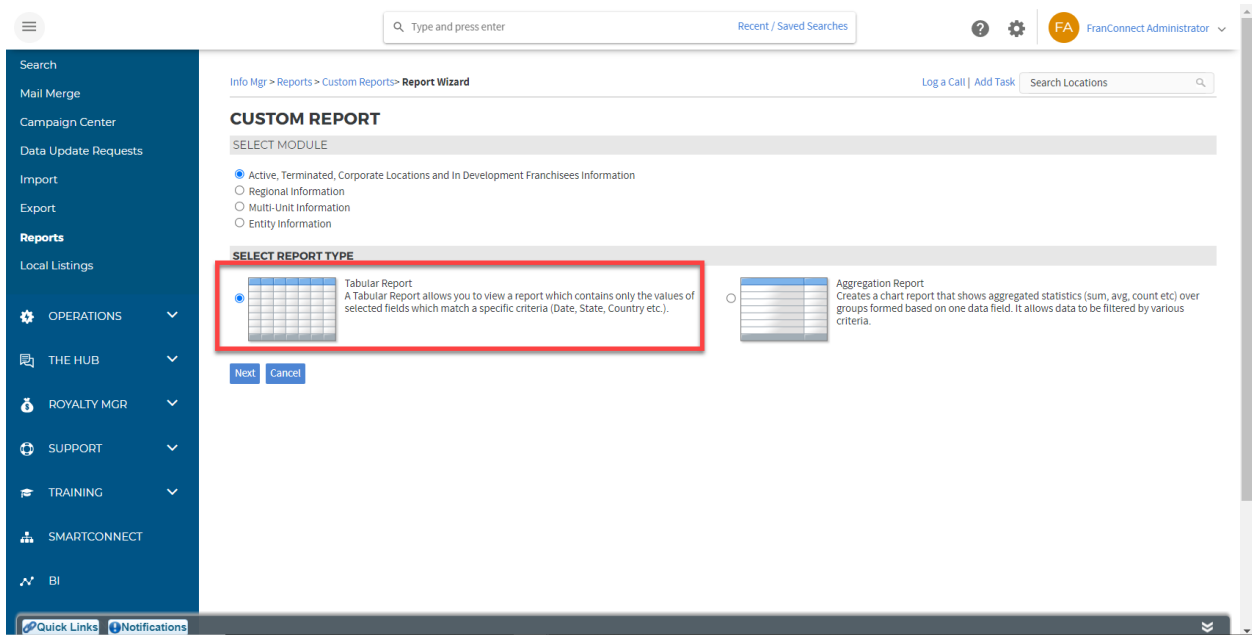 Type and press enter
Recent / Saved Searches
?
FA
FranConnect Administrator
Search
Mail Merge
Campaign Center
Data Update Requests
Import
Export
Reports
Local Listings
OPERATIONS
THE HUB
ROYALTY MGR
SUPPORT
TRAINING
SMARTCONNECT
BI
Info Mgr > Reports > Custom Reports> Report Wizard
Log a Call | Add Task
Search Locations
CUSTOM REPORT
SELECT MODULE
Active, Terminated, Corporate Locations and In Development Franchisees Information
Regional Information
Multi-Unit Information
Entity Information
SELECT REPORT TYPE
Tabular Report
A Tabular Report allows you to view a report which contains only the values of
selected fields which match a specific criteria (Date, State, Country etc.).
Aggregation Report
Creates a chart report that shows aggregated statistics (sum, avg, count etc) over
groups formed based on one data field. It allows data to be filtered by various
criteria.
Next
Cancel
Quick Links
Notifications